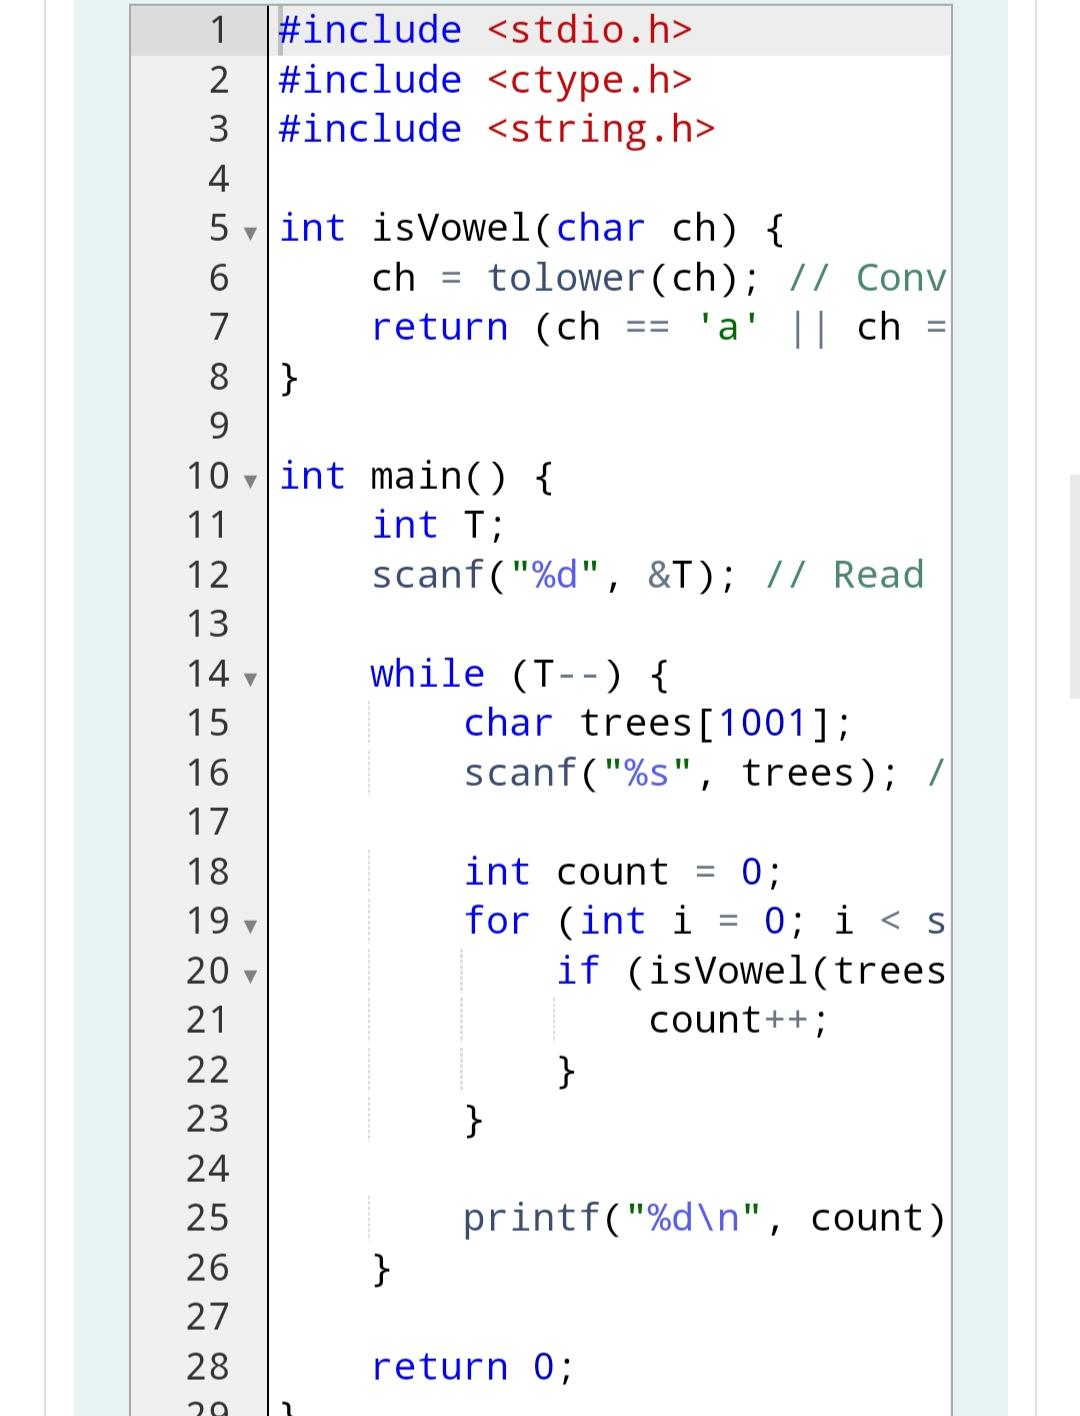 1 #include <stdio.h>
2 #include <ctype.h>
3 #include <string.h>
4
5 int isVowel(char ch) {
6     ch = tolower(ch); // Conv
7     return (ch == 'a' || ch =
8 }
9
10 int main() {
11     int T;
12     scanf("%d", &T); // Read
13
14     while (T--) {
15         char trees[1001];
16         scanf("%s", trees); /
17
18         int count = 0;
19         for (int i = 0; i < s
20             if (isVowel(trees
21                 count++;
22             }
23         }
24
25         printf("%d\n", count)
26     }
27
28     return 0;
29 }